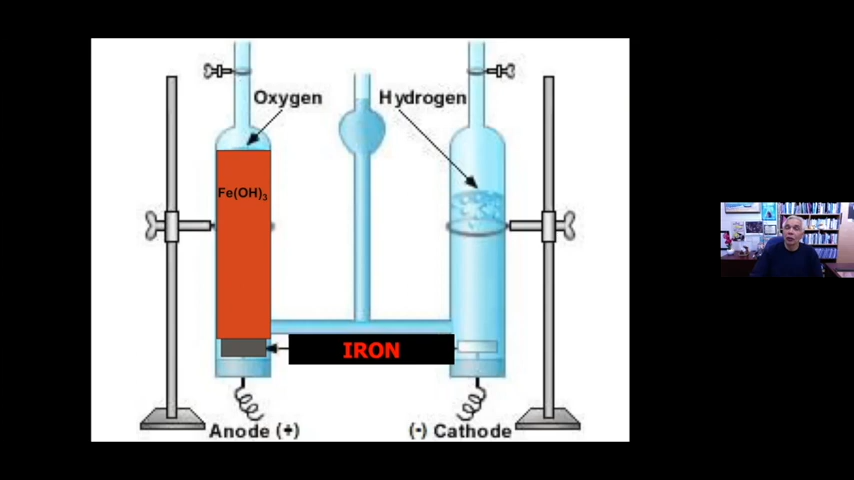 Oxygen
Hydrogen
Fe(OH)₃
IRON
Anode (+)
(-) Cathode